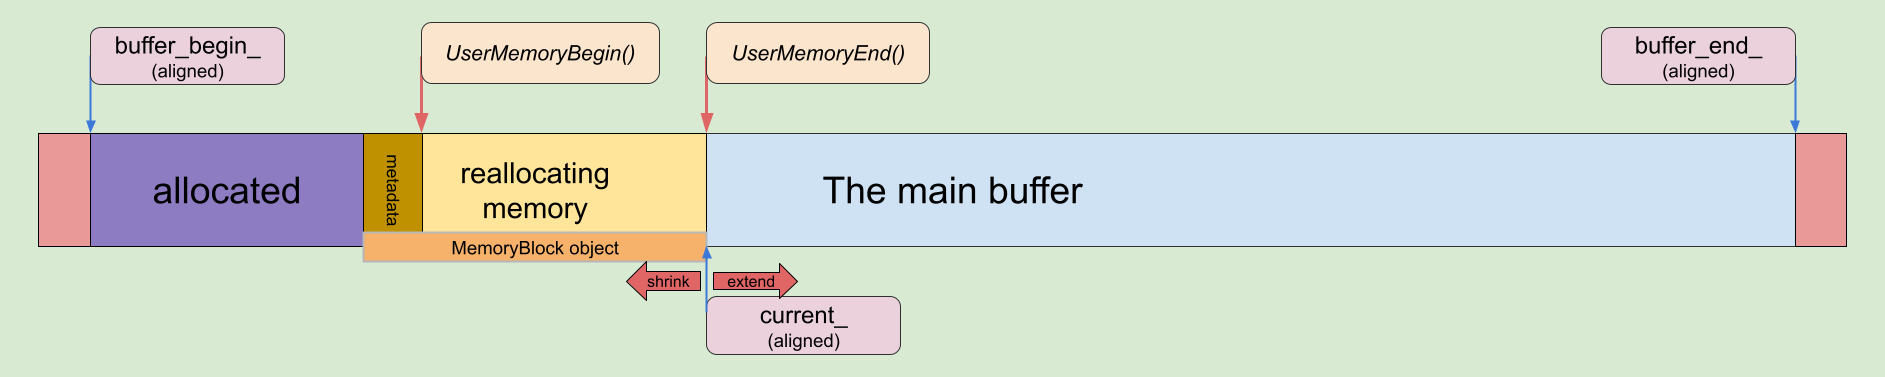 buffer_begin_
(aligned)
UserMemoryBegin()
UserMemoryEnd()
buffer_end_
(aligned)
allocated
metadata
reallocating
memory
The main buffer
MemoryBlock object
shrink
extend
current_
(aligned)